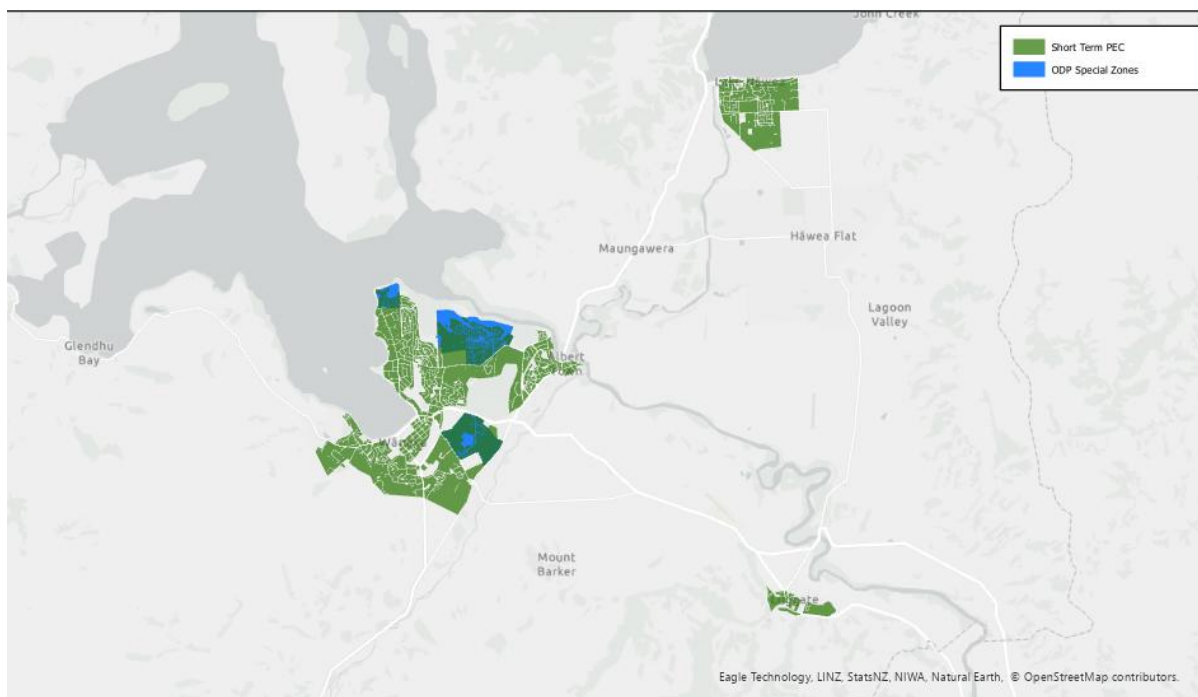 John Creek
Short Term PEC
ODP Special Zones
Maungawera
Hāwea Flat
Lagoon
Valley
Glendhu
Bay
Albert
Mount
Barker
Eagle Technology, LINZ, StatsNZ, NIWA, Natural Earth, © OpenStreetMap contributors.